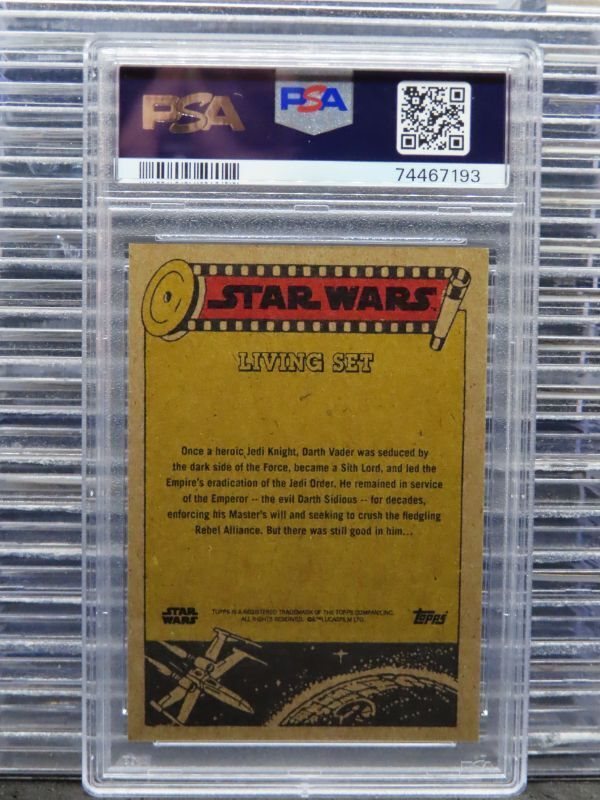 PSA PSA
74467193
STAR WARS
LIVING SET
Once a heroic Jedi Knight, Darth Vader was seduced by
the dark side of the Force, became a Sith Lord, and led the
Empire's eradication of the Jedi Order. He remained in service
of the Emperor -- the evil Darth Sidious -- for decades,
enforcing his Master's will and seeking to crush the fledgling
Rebel Alliance. But there was still good in him...
STAR WARS
TOPPS IS A REGISTERED TRADEMARK OF THE TOPPS COMPANY, INC.
ALL RIGHTS RESERVED. © & ™ LUCASFILM LTD.
Topps